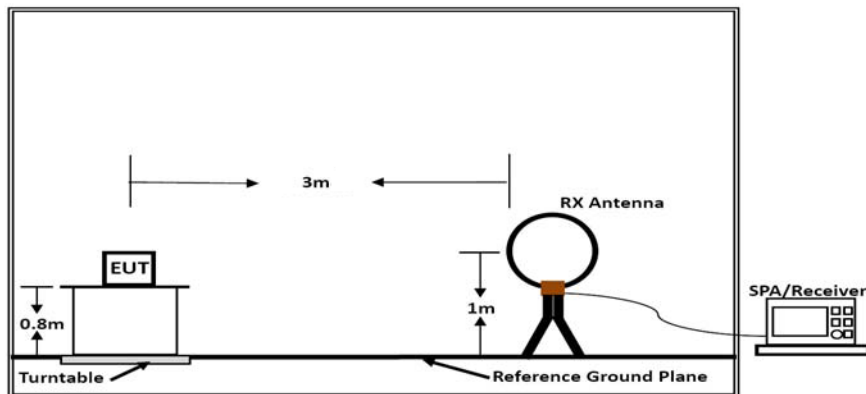 3m
RX Antenna
EUT
SPA/Receiver
0.8m
1m
Turntable
Reference Ground Plane